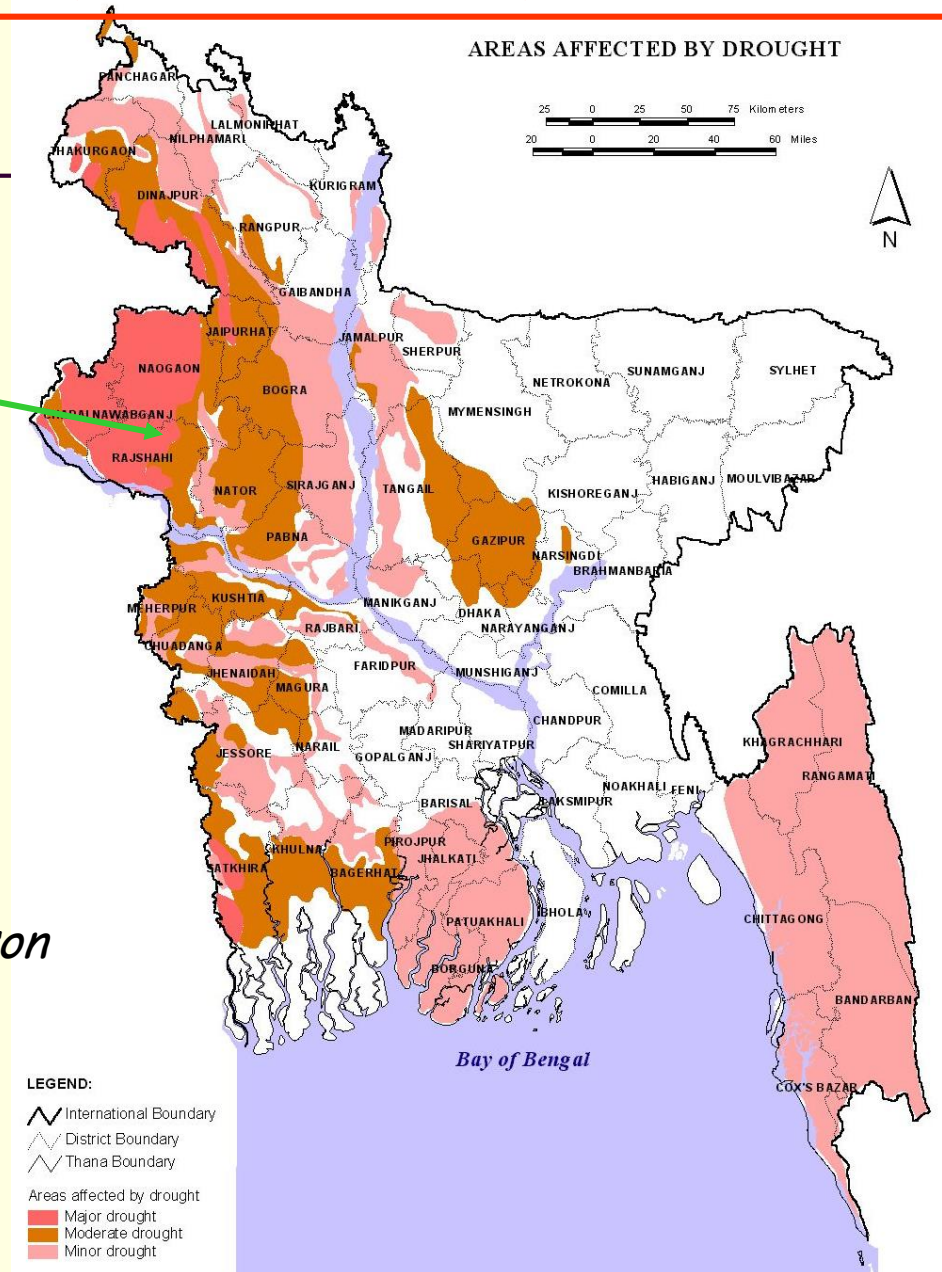 AREAS AFFECTED BY DROUGHT
25 0 25 50 75 Kilometers
20 0 20 40 60 Miles
N
PANCHAGAR
LALMONIRHAT
NILPHAMARI
THAKURGAON
KURIGRAM
DINAJPUR
RANGPUR
GAIBANDHA
JAIPURHAT
JAMALPUR
SHERPUR
NAOGAON
SUNAMGANJ
SYLHET
NETROKONA
BOGRA
MYMENSINGH
CHAPAI NAWABGANJ
RAJSHAHI
HABIGANJ
MOULVIBAZAR
NATOR
SIRAJGANJ
TANGAIL
KISHOREGANJ
PABNA
GAZIPUR
NARSINGDI
BRAHMANBARIA
KUSHTIA
MEHERPUR
MANIKGANJ
DHAKA
RAJBARI
NARAYANGANJ
CHUADANGA
FARIDPUR
JHENAIDAH
MUNSHIGANJ
MAGURA
COMILLA
CHANDPUR
MADARIPUR
KHAGRACHHARI
JESSORE
NARAIL
SHARIYATPUR
GOPALGANJ
RANGAMATI
NOAKHALI
FENI
BARISAL
LAKSMIPUR
PIROJPUR
KHULNA
JHALKATI
SATKHIRA
BAGERHAT
BHOLA
PATUAKHALI
CHITTAGONG
on
BORGUNA
BANDARBAN
Bay of Bengal
COX'S BAZAR
LEGEND:
International Boundary
District Boundary
Thana Boundary
Areas affected by drought
Major drought
Moderate drought
Minor drought